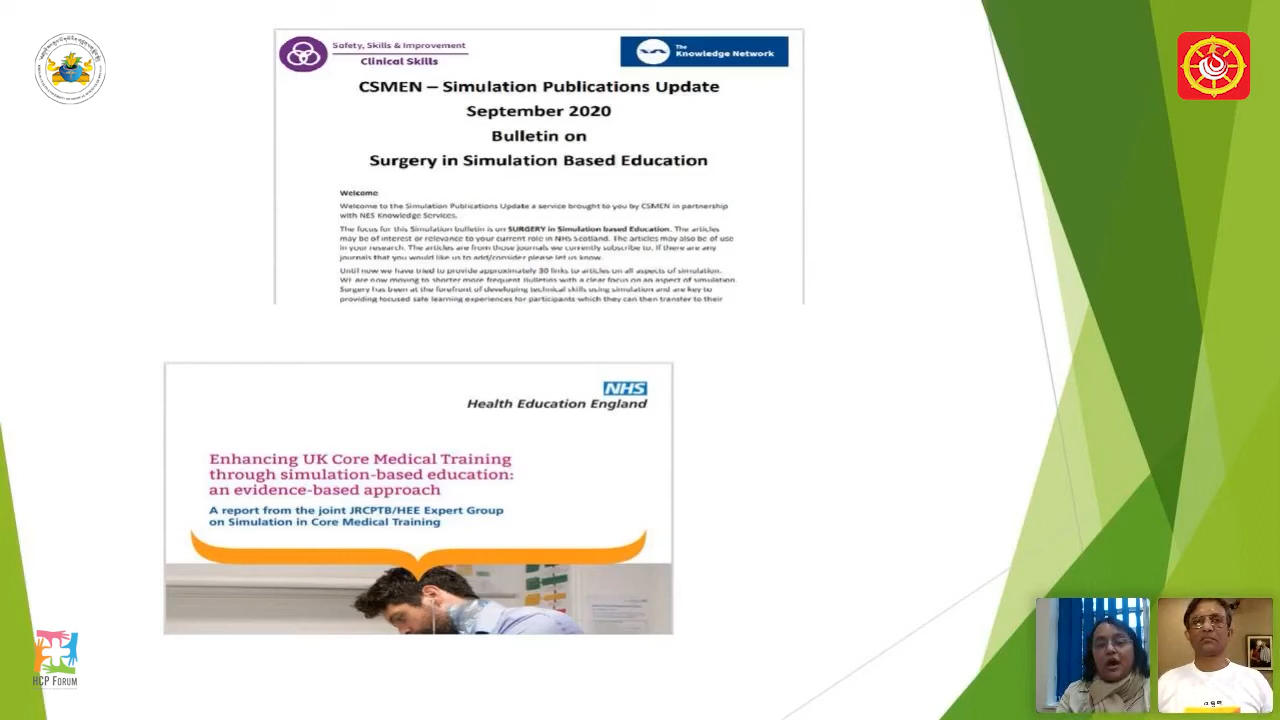 Safety, Skills & Improvement
Clinical Skills
The
Knowledge Network
CSMEN – Simulation Publications Update
September 2020
Bulletin on
Surgery in Simulation Based Education
Welcome
Welcome to the Simulation Publications Update a service brought to you by CSMEN in partnership
with NES Knowledge Services.
The focus for this Simulation bulletin is on SURGERY in Simulation based Education. The articles
may be of interest or relevance to your current role in NHS Scotland. The articles may also be of use
in your research. The articles are from those journals we currently subscribe to. If there are any
journals that you would like us to add/consider please let us know.
Until now we have tried to provide approximately 30 links to articles on all aspects of simulation.
We are now moving to shorter more frequent Bulletins with a clear focus on an aspect of simulation.
Surgery has been at the forefront of developing technical skills using simulation and are key to
providing focused safe learning experiences for participants which they can then transfer to their
NHS
Health Education England
Enhancing UK Core Medical Training
through simulation-based education:
an evidence-based approach
A report from the joint JRCPTB/HEE Expert Group
on Simulation in Core Medical Training
HCP FORUM